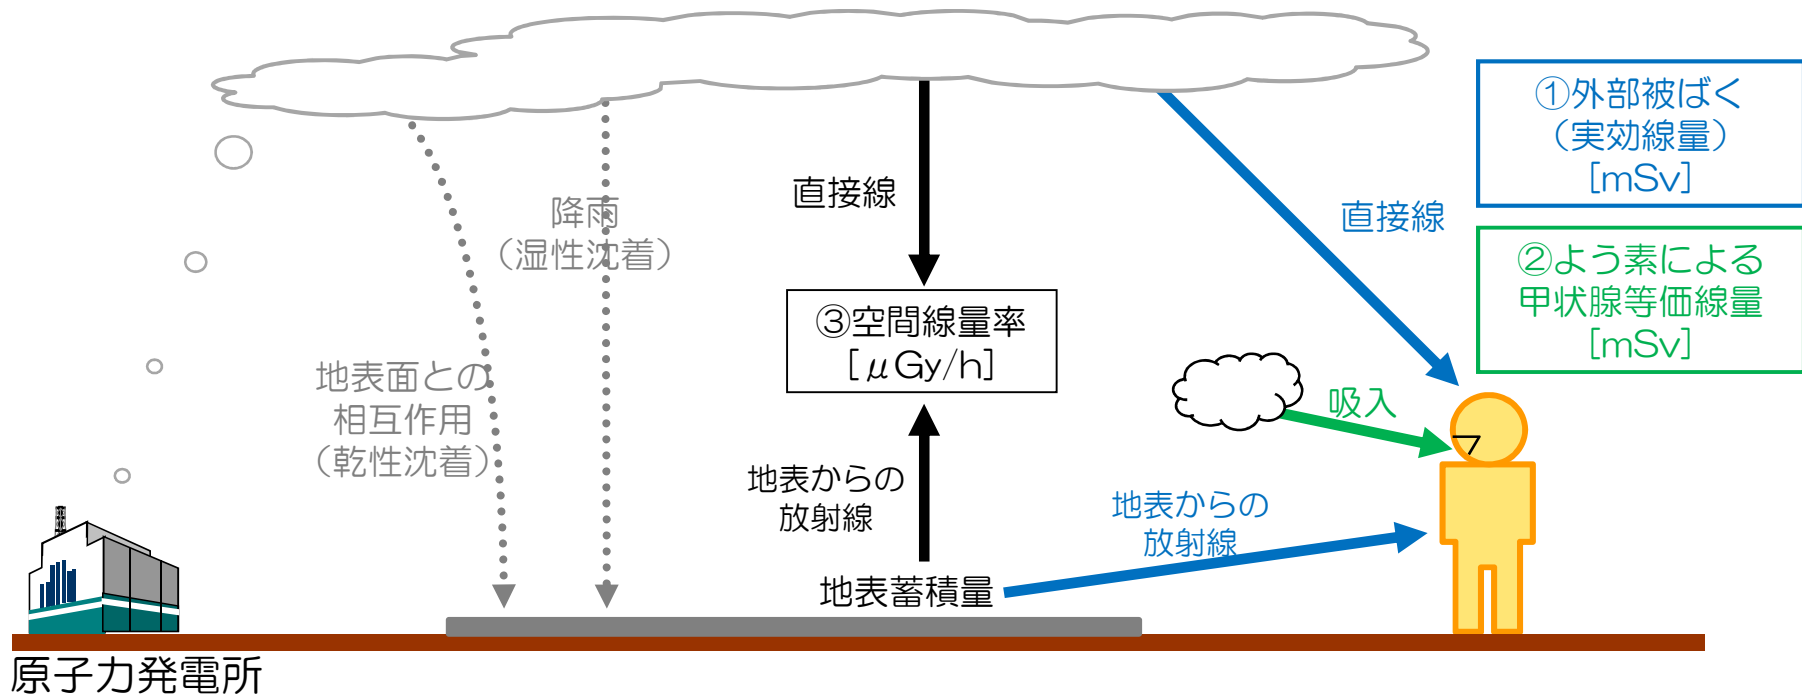 ①外部被ばく
（実効線量）
[mSv]
直接線
直接線
降雨
（湿性沈着）
②よう素による
甲状腺等価線量
[mSv]
③空間線量率
[μGy/h]
地表面との
相互作用
（乾性沈着）
吸入
地表からの
放射線
地表からの
放射線
地表蓄積量
原子力発電所